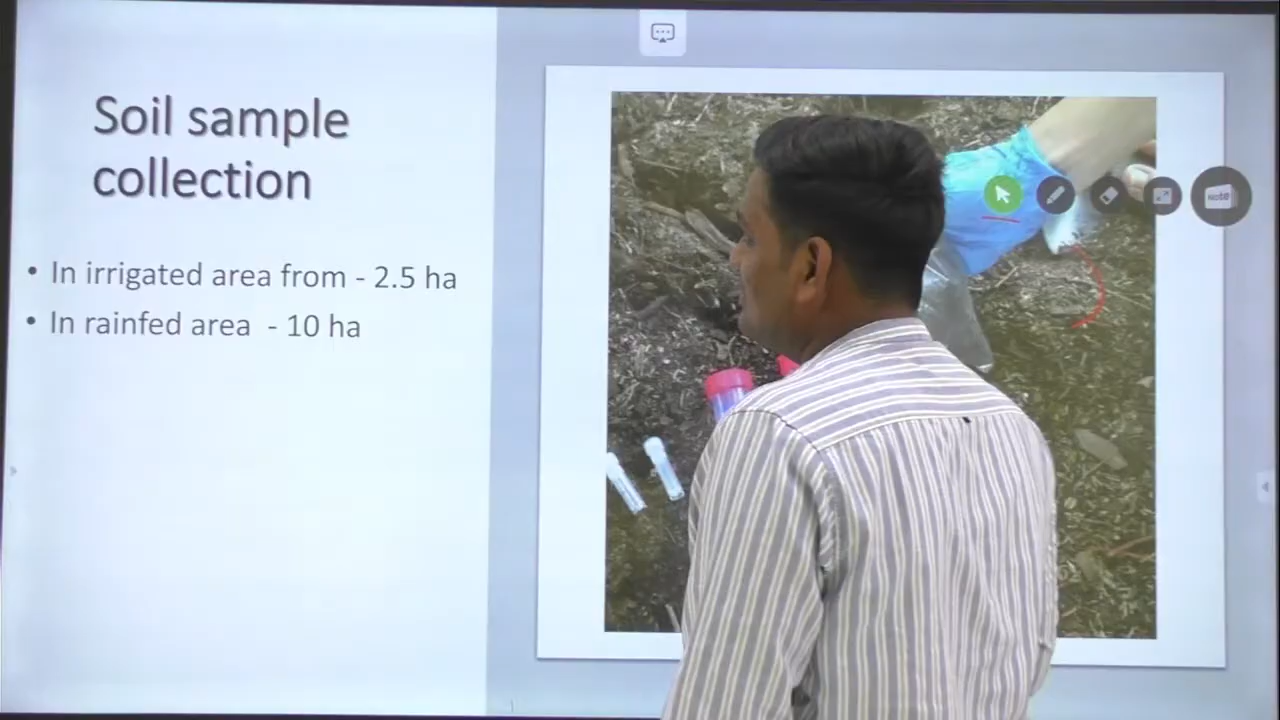 Soil sample
collection
• In irrigated area from - 2.5 ha
• In rainfed area - 10 ha